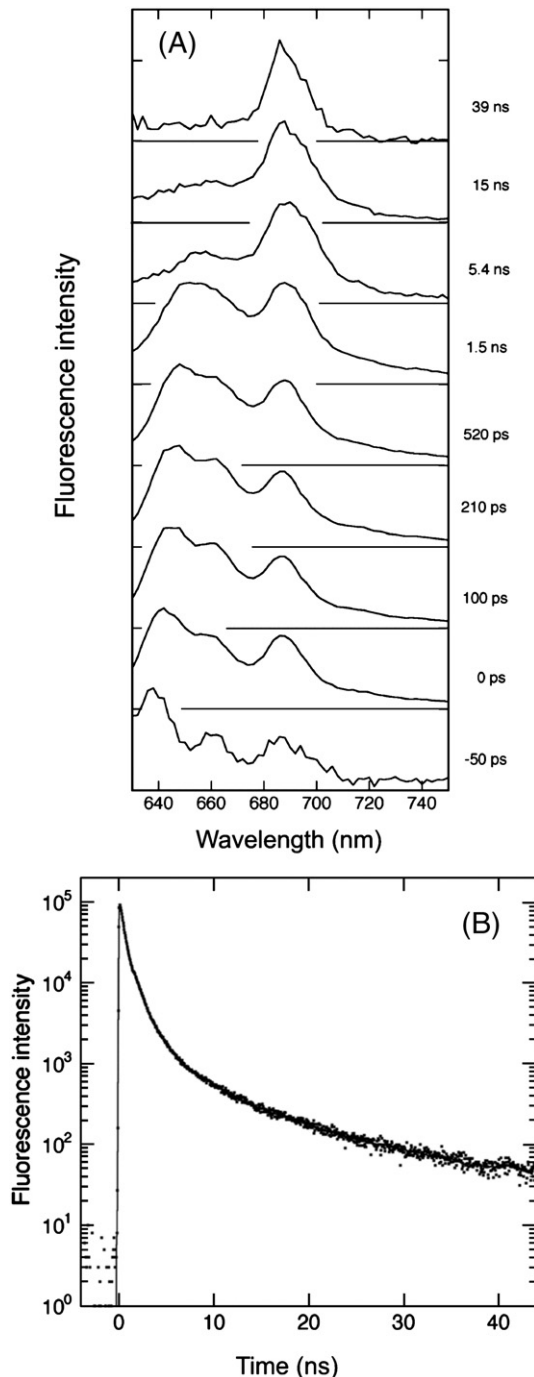 (A)
39 ns
15 ns
5.4 ns
1.5 ns
520 ps
210 ps
100 ps
0 ps
-50 ps
Fluorescence intensity
640 660 680 700 720 740
Wavelength (nm)
(B)
10^5
10^4
10^3
10^2
10^1
10^0
Fluorescence intensity
0 10 20 30 40
Time (ns)